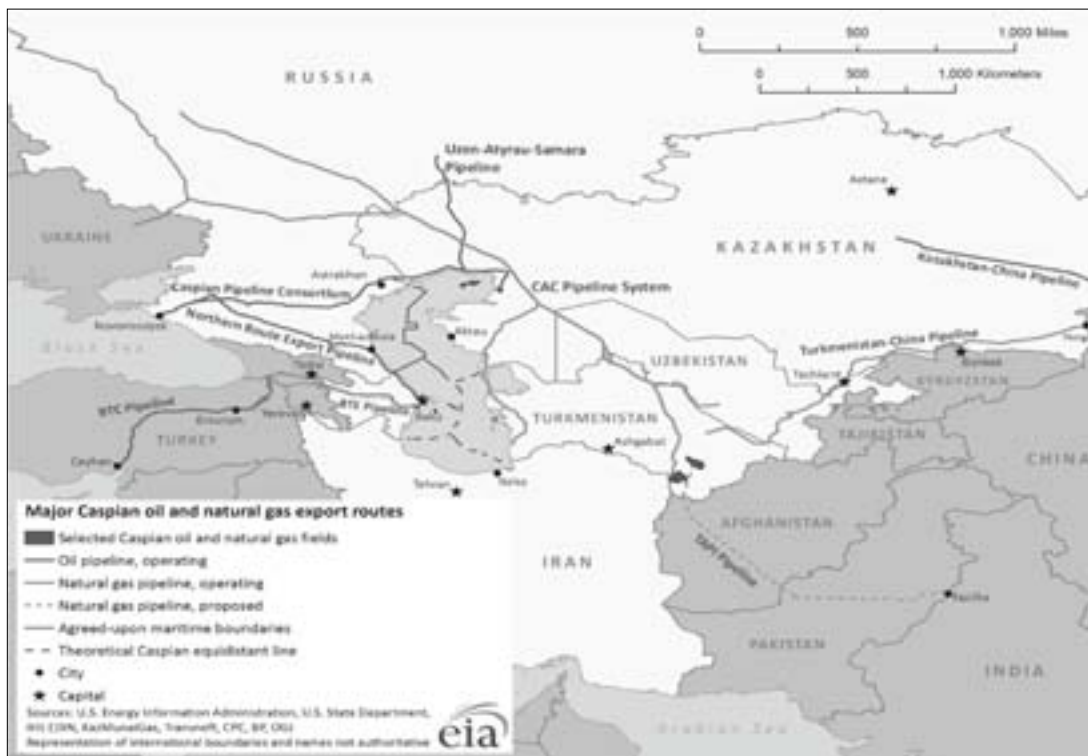 0 500 1,000 Miles
0 500 1,000 Kilometers
RUSSIA
Uzen-Atyrau-Samara
Pipeline
Astana
UKRAINE
KAZAKHSTAN
Kazakhstan-China Pipeline
Astrakhan
CAC Pipeline System
Caspian Pipeline Consortium
Novorossiysk
Northern Route Export Pipeline
Aktau
Black Sea
UZBEKISTAN
Turkmenistan-China Pipeline
Tashkent
KYRGYZSTAN
BTC Pipeline
Erzurum
Yerevan
Baku
TURKMENISTAN
TURKEY
Ashgabat
TAJIKISTAN
CHINA
Ceyhan
Tehran
Neka
AFGHANISTAN
IRAN
TAPI Pipeline
Fazilka
PAKISTAN
INDIA
Arabian Sea
Major Caspian oil and natural gas export routes
Selected Caspian oil and natural gas fields
Oil pipeline, operating
Natural gas pipeline, operating
Natural gas pipeline, proposed
Agreed-upon maritime boundaries
Theoretical Caspian equidistant line
City
Capital
Sources: U.S. Energy Information Administration, U.S. State Department,
KazMunaiGas, Transneft, CPC, BP, OGJ
Representation of international boundaries and names not authoritative
eia